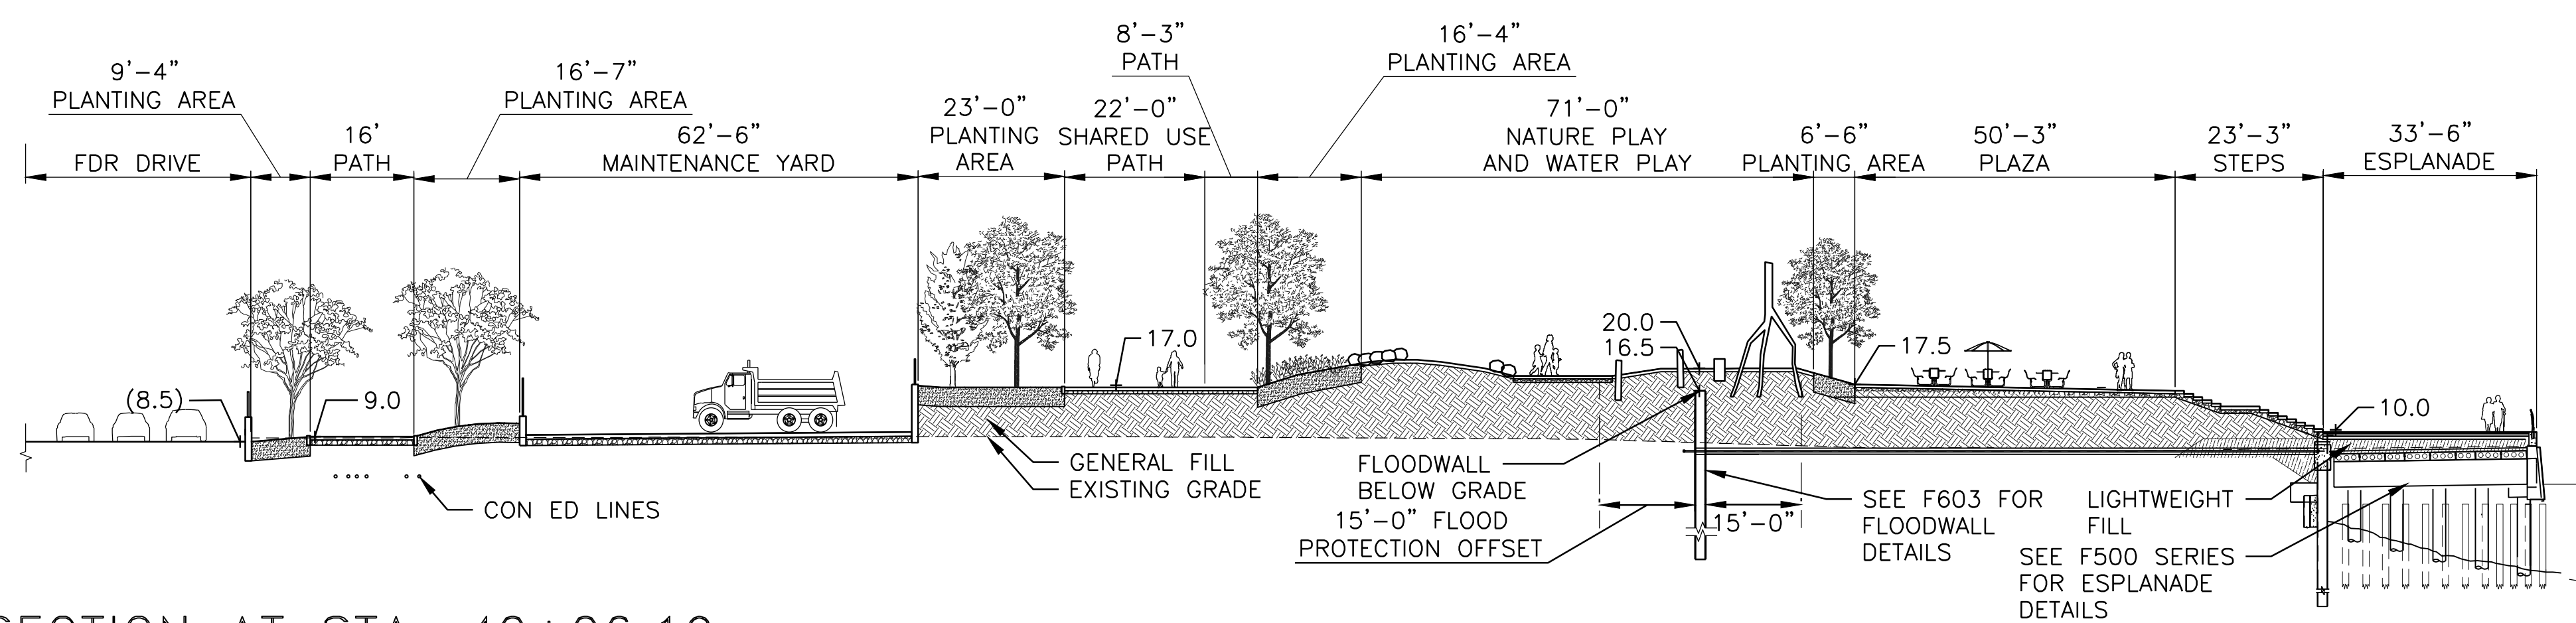 8'-3"
PATH
16'-4"
PLANTING AREA
9'-4"
PLANTING AREA
16'-7"
PLANTING AREA
FDR DRIVE
16'
PATH
62'-6"
MAINTENANCE YARD
23'-0"
PLANTING
AREA
22'-0"
SHARED USE
PATH
71'-0"
NATURE PLAY
AND WATER PLAY
6'-6"
PLANTING AREA
50'-3"
PLAZA
23'-3"
STEPS
33'-6"
ESPLANADE
(8.5)
9.0
17.0
20.0
16.5
17.5
10.0
CON ED LINES
GENERAL FILL
EXISTING GRADE
FLOODWALL
BELOW GRADE
15'-0" FLOOD
PROTECTION OFFSET
15'-0"
SEE F603 FOR
FLOODWALL
DETAILS
LIGHTWEIGHT
FILL
SEE F500 SERIES
FOR ESPLANADE
DETAILS
SECTION AT STA